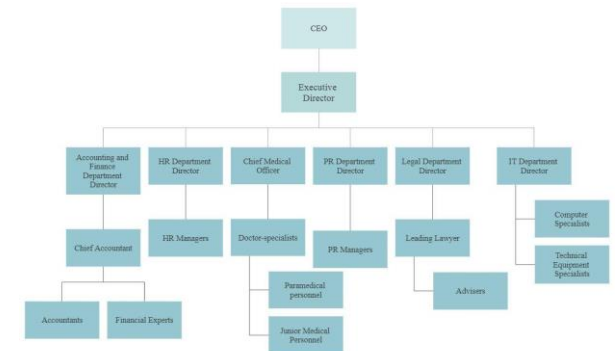 CEO
Executive
Director
Accounting and
Finance
Department
Director
HR Department
Director
Chief Medical
Officer
PR Department
Director
Legal Department
Director
IT Department
Director
Chief Accountant
HR Managers
Doctor-specialists
PR Managers
Leading Lawyer
Computer
Specialists
Technical
Equipment
Specialists
Accountants
Financial Experts
Paramedical
personnel
Junior Medical
Personnel
Advisers